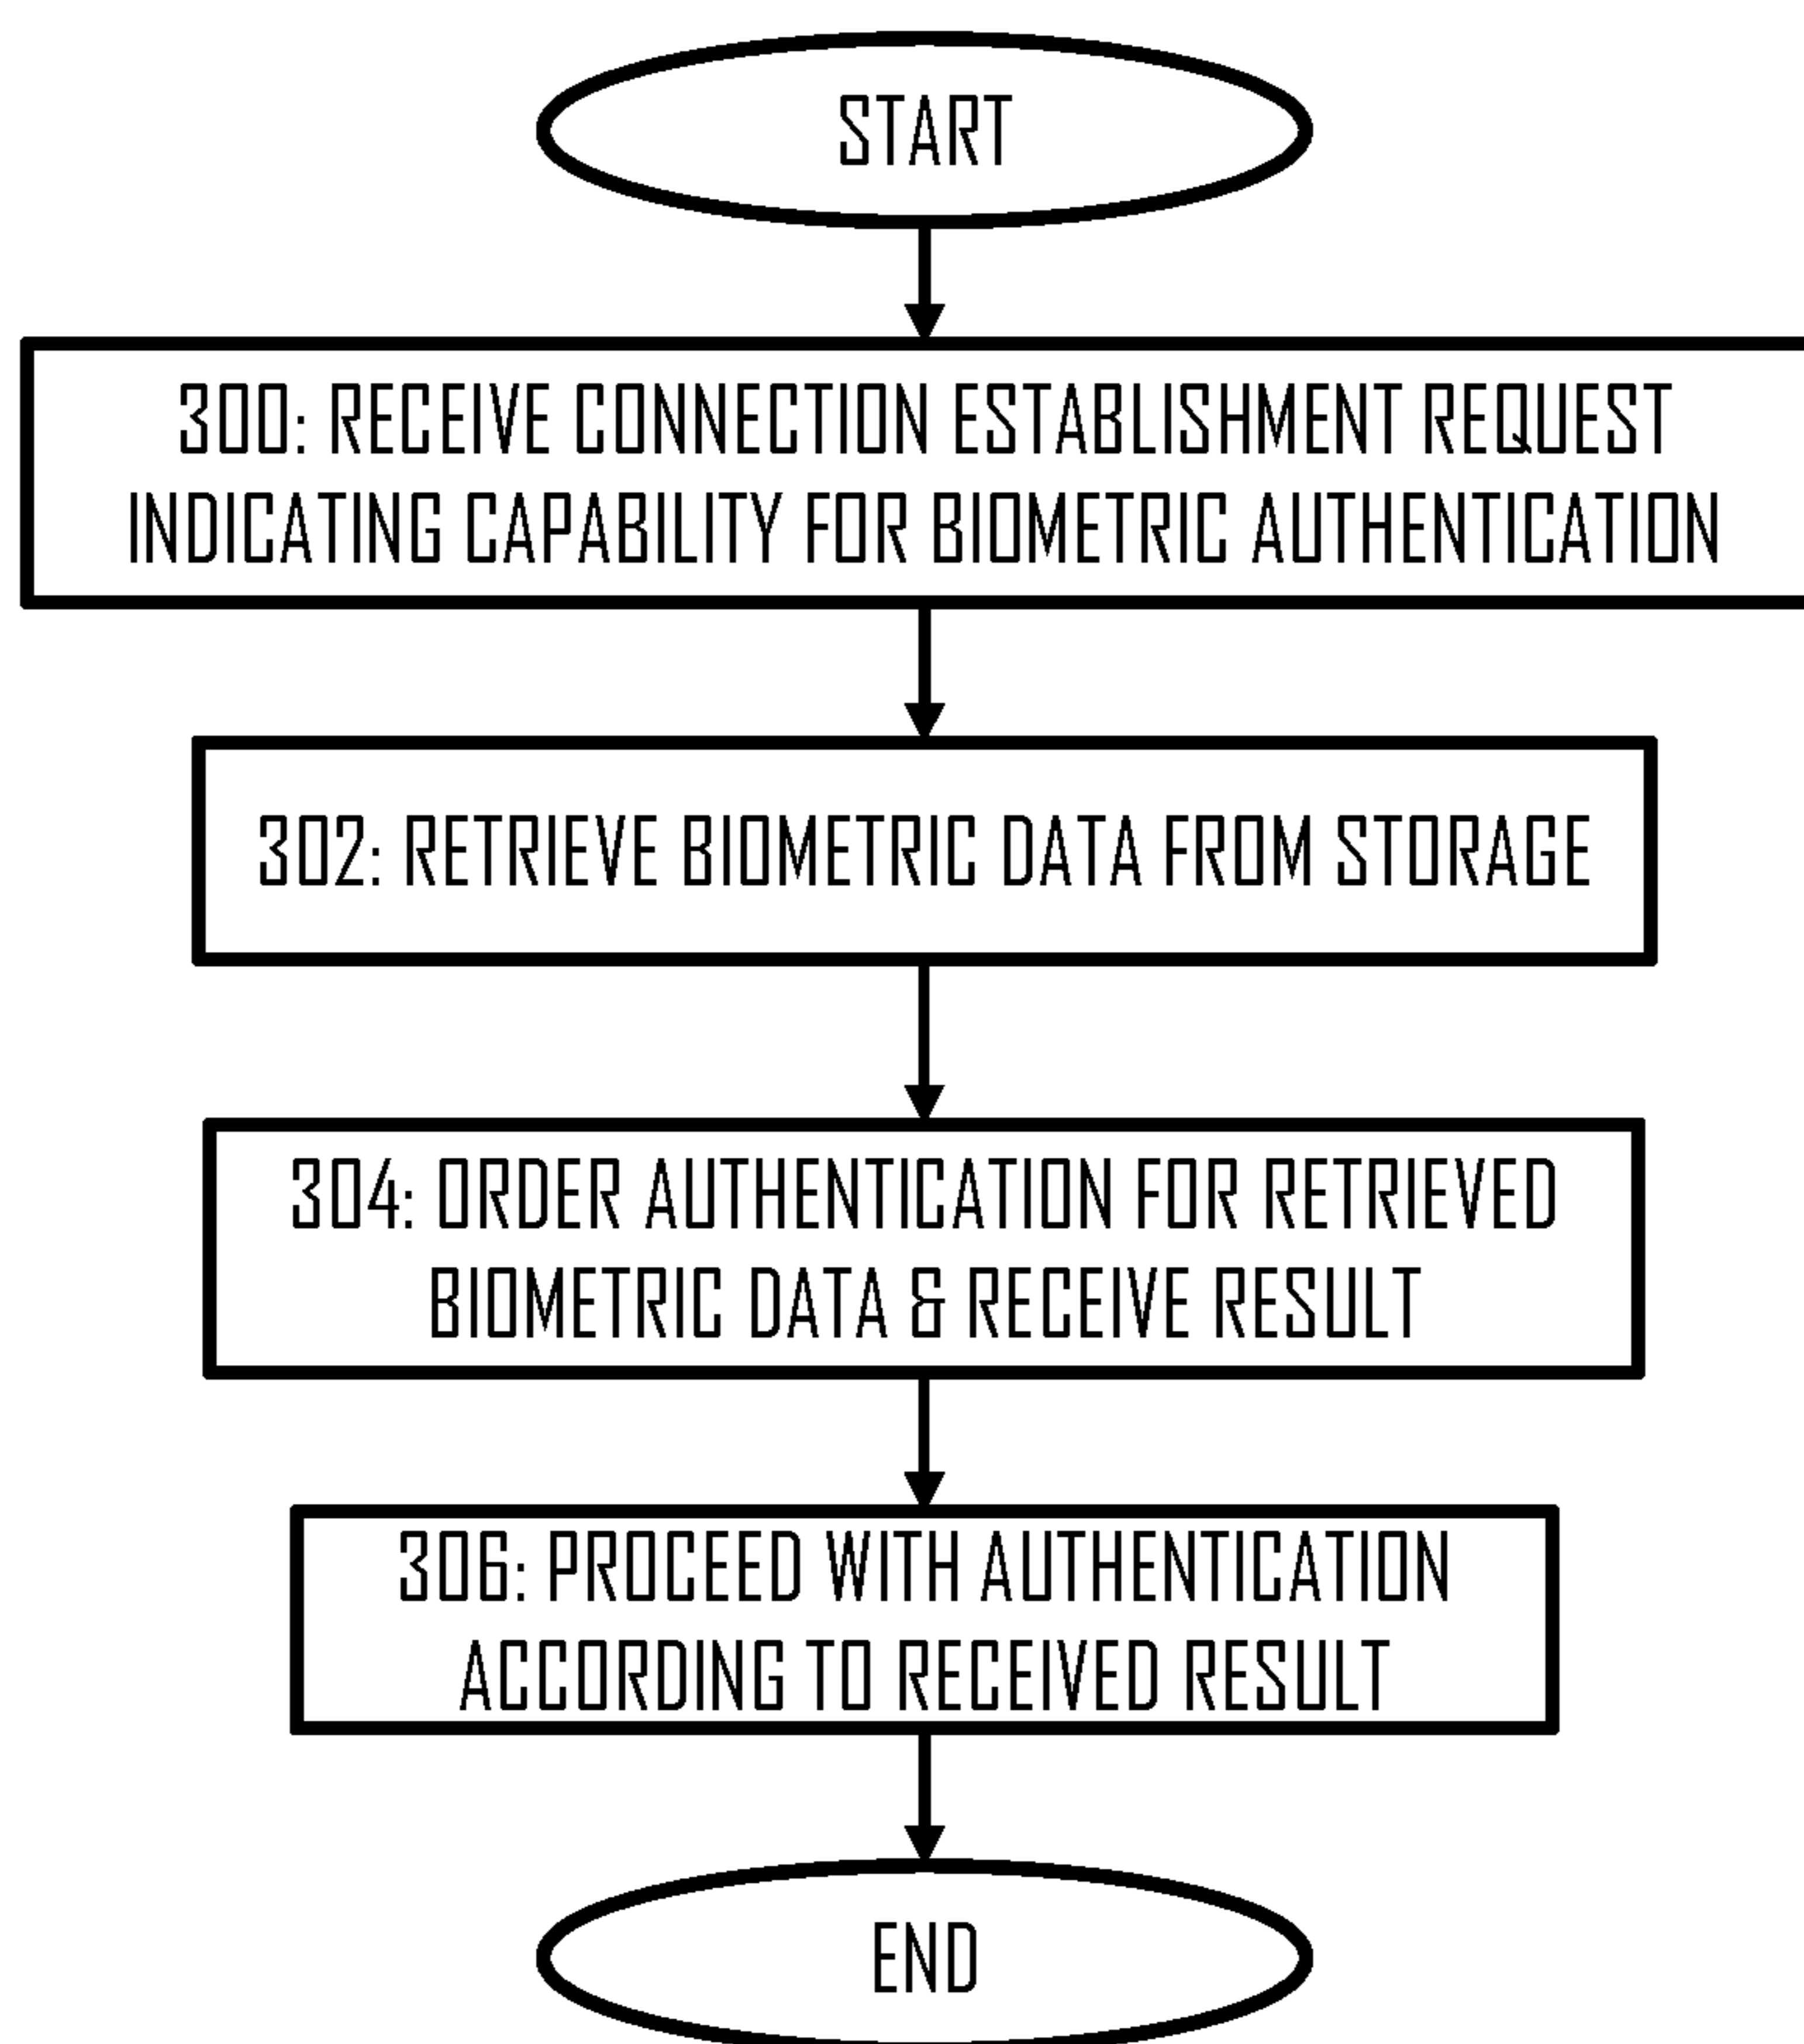 START
300: RECEIVE CONNECTION ESTABLISHMENT REQUEST
INDICATING CAPABILITY FOR BIOMETRIC AUTHENTICATION
302: RETRIEVE BIOMETRIC DATA FROM STORAGE
304: ORDER AUTHENTICATION FOR RETRIEVED
BIOMETRIC DATA & RECEIVE RESULT
306: PROCEED WITH AUTHENTICATION
ACCORDING TO RECEIVED RESULT
END